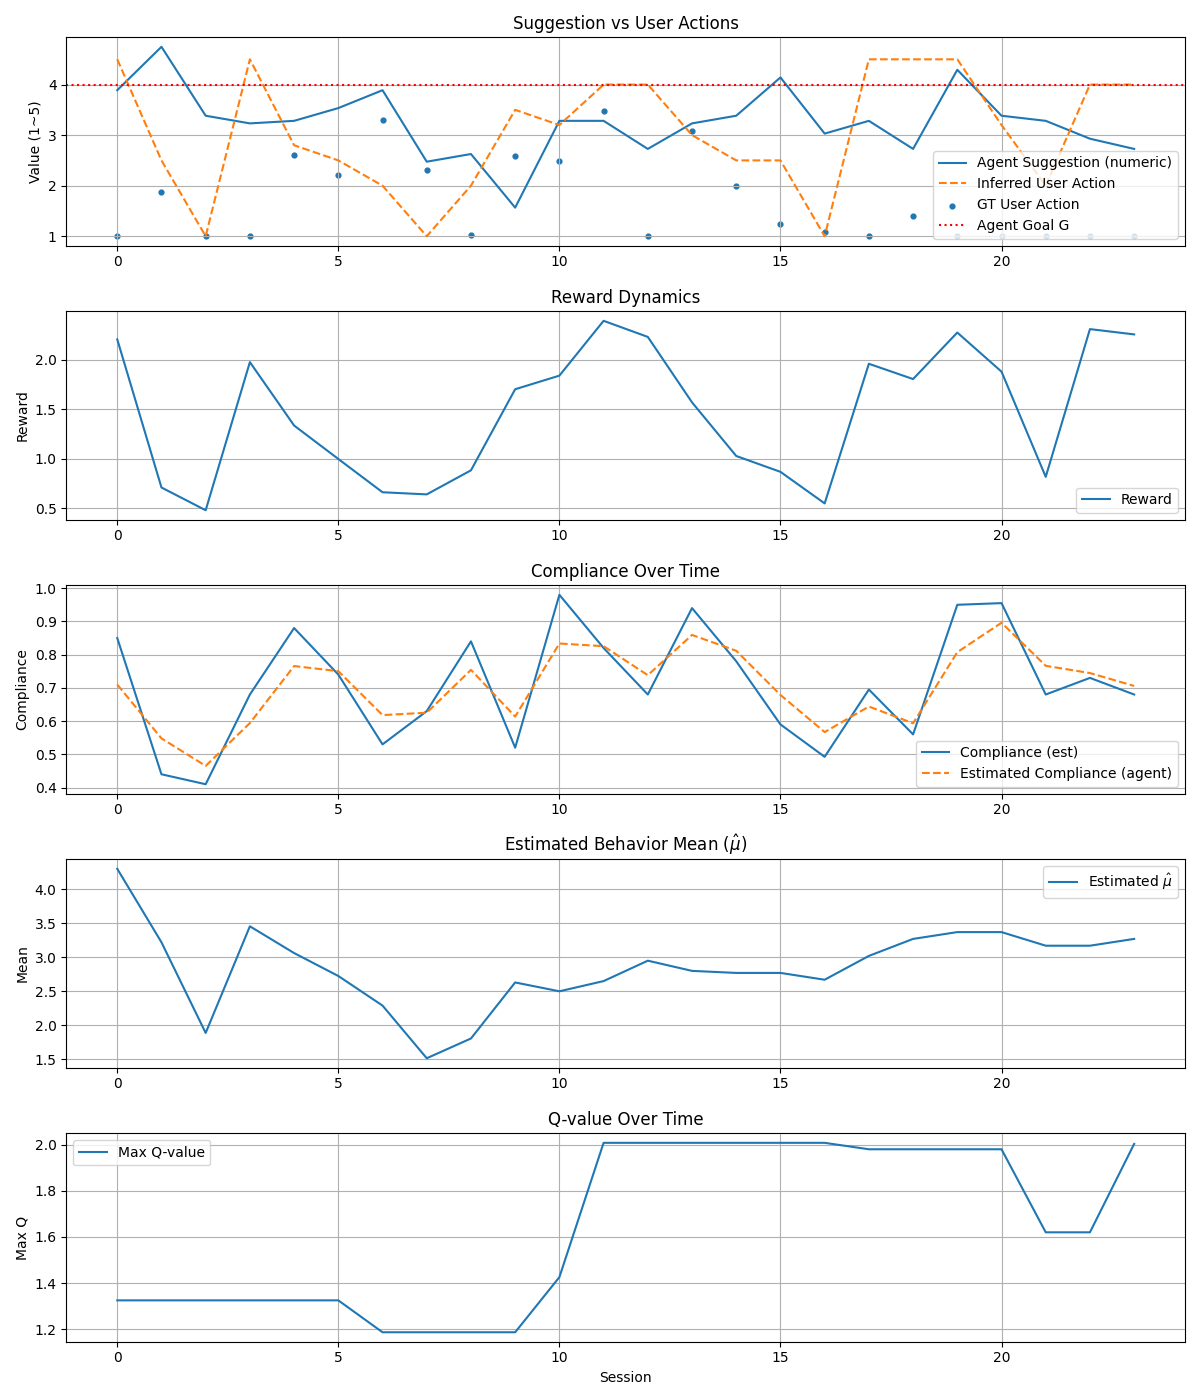 Suggestion vs User Actions
Value (1~5)
4
3
2
1
Agent Suggestion (numeric)
Inferred User Action
GT User Action
Agent Goal G
0 5 10 15 20
Reward Dynamics
Reward
2.0
1.5
1.0
0.5
Reward
0 5 10 15 20
Compliance Over Time
Compliance
1.0
0.9
0.8
0.7
0.6
0.5
0.4
Compliance (est)
Estimated Compliance (agent)
0 5 10 15 20
Estimated Behavior Mean (μ̂)
Mean
4.0
3.5
3.0
2.5
2.0
1.5
Estimated μ̂
0 5 10 15 20
Q-value Over Time
Max Q
2.0
1.8
1.6
1.4
1.2
Max Q-value
0 5 10 15 20
Session